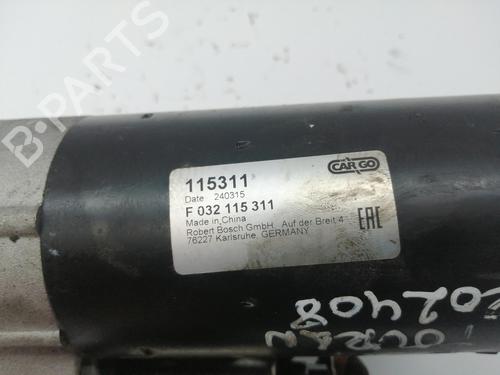 B-PARTS
CARGO
115311
Date 240315
F 032 115 311
Made in China
Robert Bosch GmbH Auf der Breit 4
76227 Karlsruhe, GERMANY
EAC